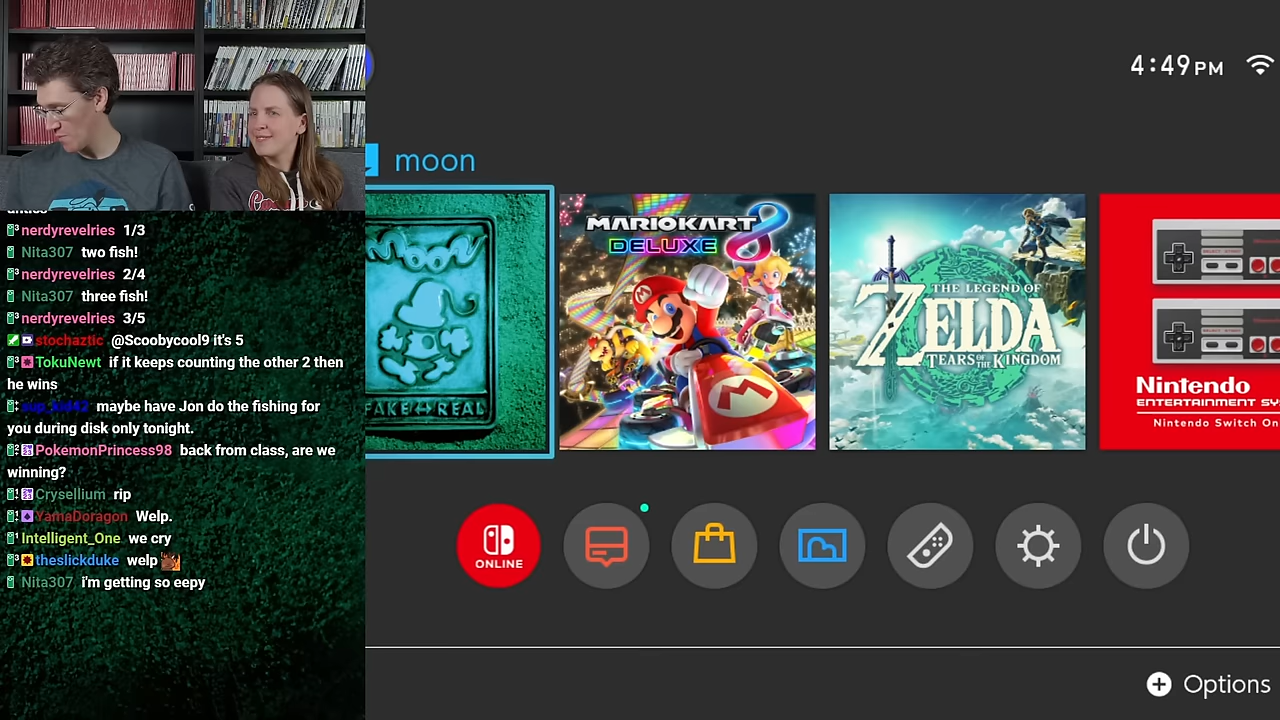 4:49PM
moon
nerdyrevelries 1/3
Nita307 two fish!
nerdyrevelries 2/4
Nita307 three fish!
nerdyrevelries 3/5
stochaztic @Scoobycool9 it's 5
TokuNewt if it keeps counting the other 2 then
he wins
maybe have Jon do the fishing for
you during disk only tonight.
PokemonPrincess98 back from class, are we
winning?
Crysellium rip
YamaDoragon Welp.
Intelligent_One we cry
theslickduke welp
Nita307 i'm getting so eepy
moon
FAKE REAL
MARIOKART 8
DELUXE
THE LEGEND OF
ZELDA
TEARS OF THE KINGDOM
Nintendo
ENTERTAINMENT SY
Nintendo Switch On
ONLINE
Options